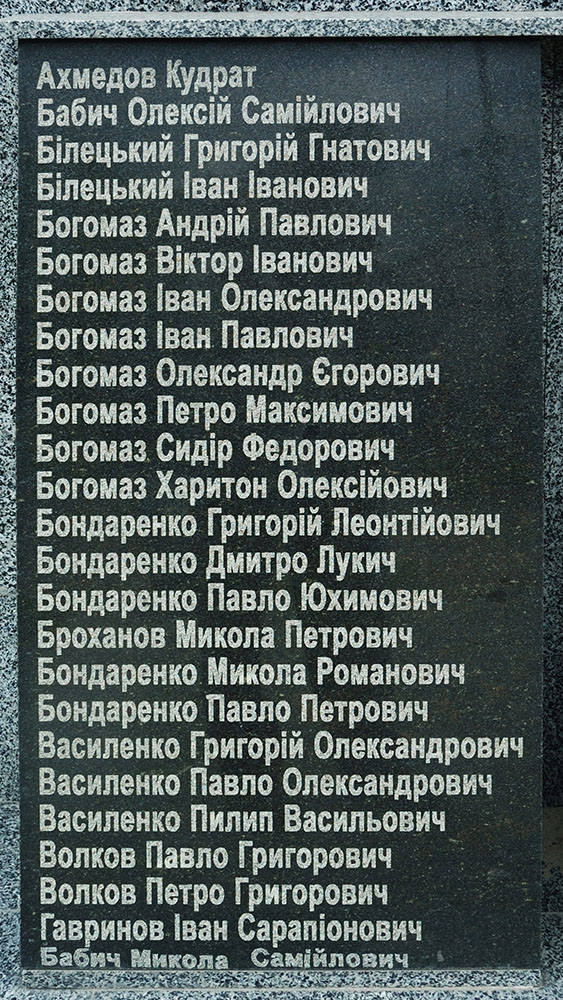 Ахмедов Кудрат
Бабич Олексій Самійлович
Білецький Григорій Гнатович
Білецький Іван Іванович
Богомаз Андрій Павлович
Богомаз Віктор Іванович
Богомаз Іван Олександрович
Богомаз Іван Павлович
Богомаз Олександр Єгорович
Богомаз Петро Максимович
Богомаз Сидір Федорович
Богомаз Харитон Олексійович
Бондаренко Григорій Леонтійович
Бондаренко Дмитро Лукич
Бондаренко Павло Юхимович
Броханов Микола Петрович
Бондаренко Микола Романович
Бондаренко Павло Петрович
Василенко Григорій Олександрович
Василенко Павло Олександрович
Василенко Пилип Васильович
Волков Павло Григорович
Волков Петро Григорович
Гавринов Іван Сарапіонович
Бабич Микола Самійлович